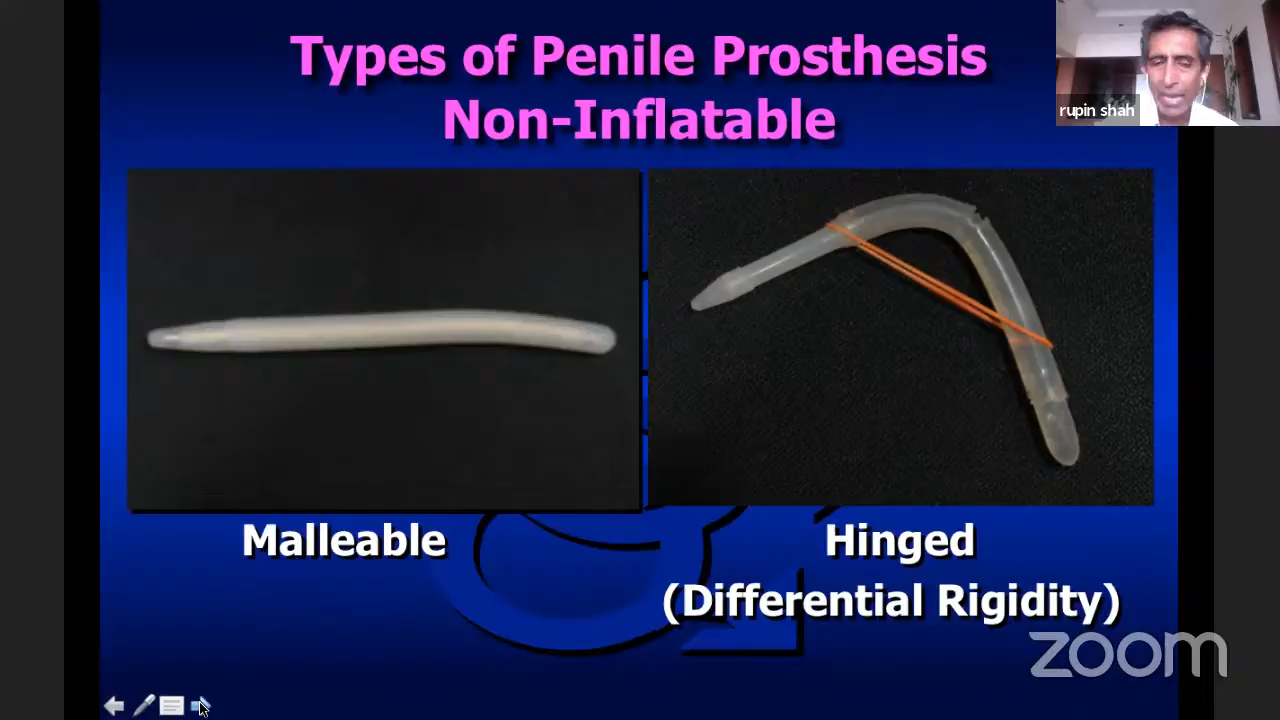 Types of Penile Prosthesis
Non-Inflatable
rupin shah
Malleable
Hinged
(Differential Rigidity)
zoom